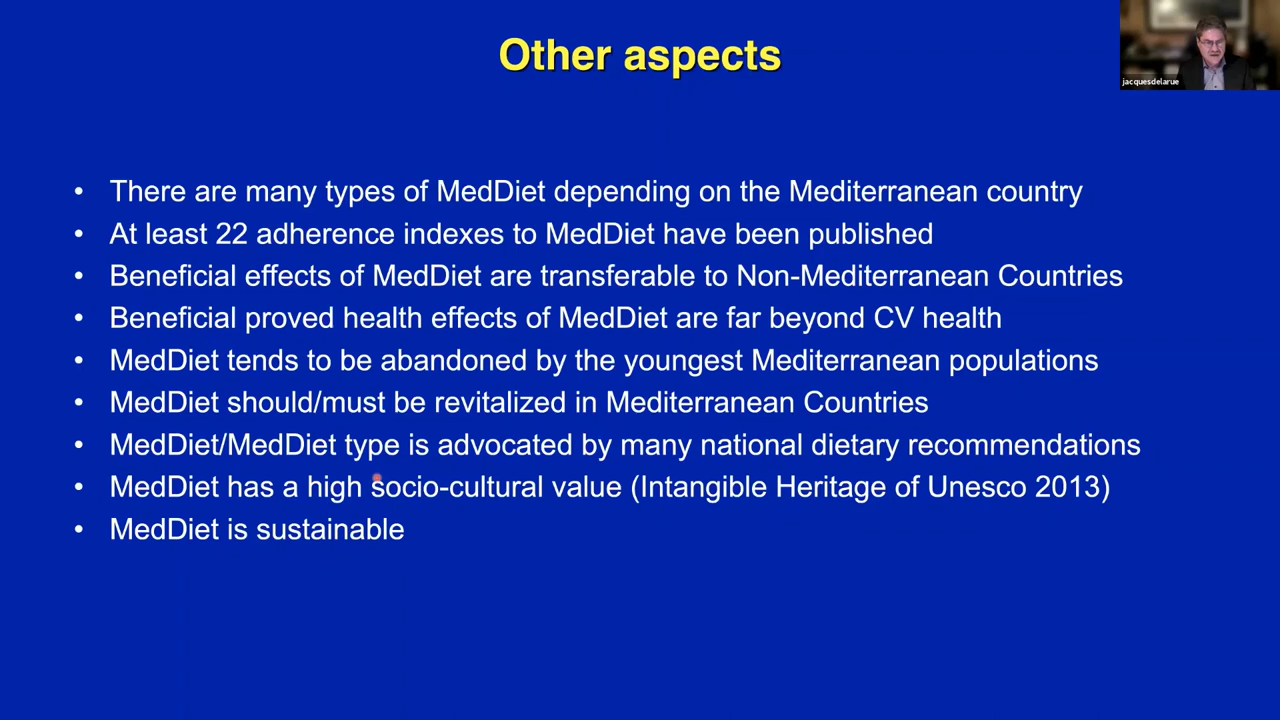 Other aspects
jacquesdelarue
• There are many types of MedDiet depending on the Mediterranean country
• At least 22 adherence indexes to MedDiet have been published
• Beneficial effects of MedDiet are transferable to Non-Mediterranean Countries
• Beneficial proved health effects of MedDiet are far beyond CV health
• MedDiet tends to be abandoned by the youngest Mediterranean populations
• MedDiet should/must be revitalized in Mediterranean Countries
• MedDiet/MedDiet type is advocated by many national dietary recommendations
• MedDiet has a high socio-cultural value (Intangible Heritage of Unesco 2013)
• MedDiet is sustainable